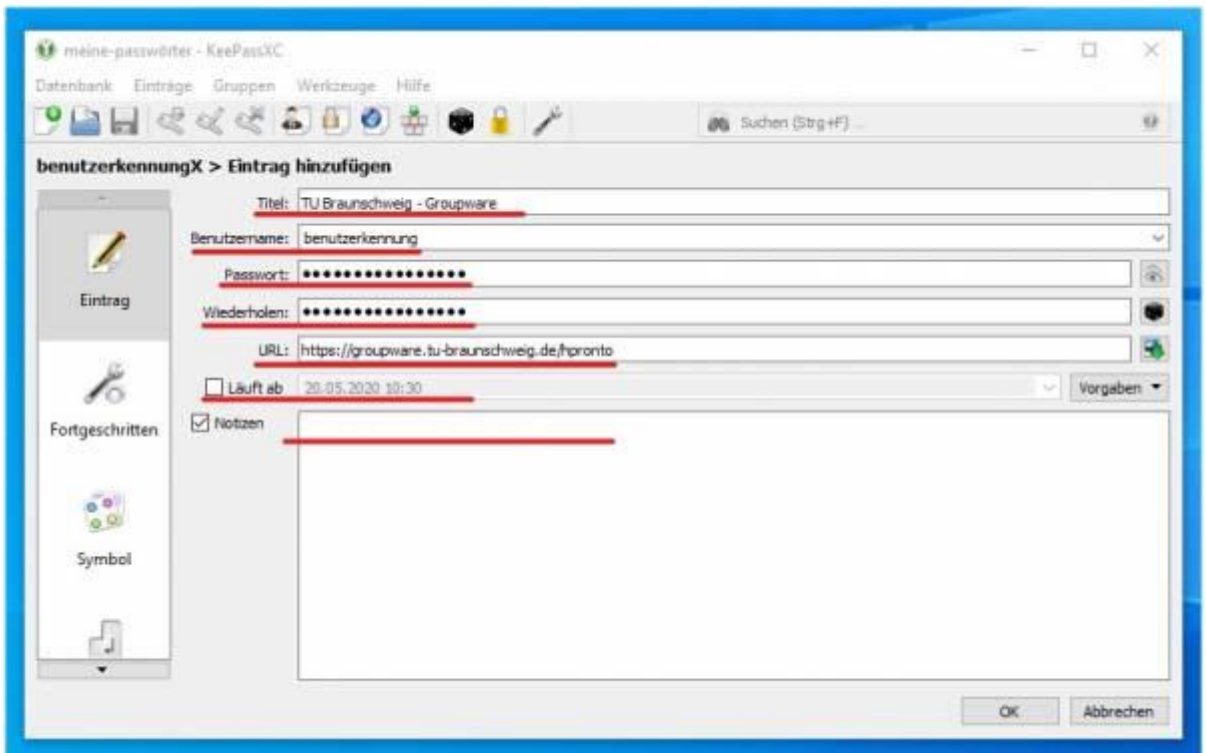 meine-passwörter - KeePassXC
Datenbank Einträge Gruppen Werkzeuge Hilfe
Suchen (Strg+F) ...
benutzerkennungX > Eintrag hinzufügen
Titel: TU Braunschweig - Groupware
Benutzername: benutzerkennung
Passwort: ●●●●●●●●●●●●●●●●
Eintrag
Wiederholen: ●●●●●●●●●●●●●●●●
URL: https://groupware.tu-braunschweig.de/hpronto
Läuft ab 20.05.2020 10:30 Vorgaben
Fortgeschritten
Notizen
Symbol
OK Abbrechen